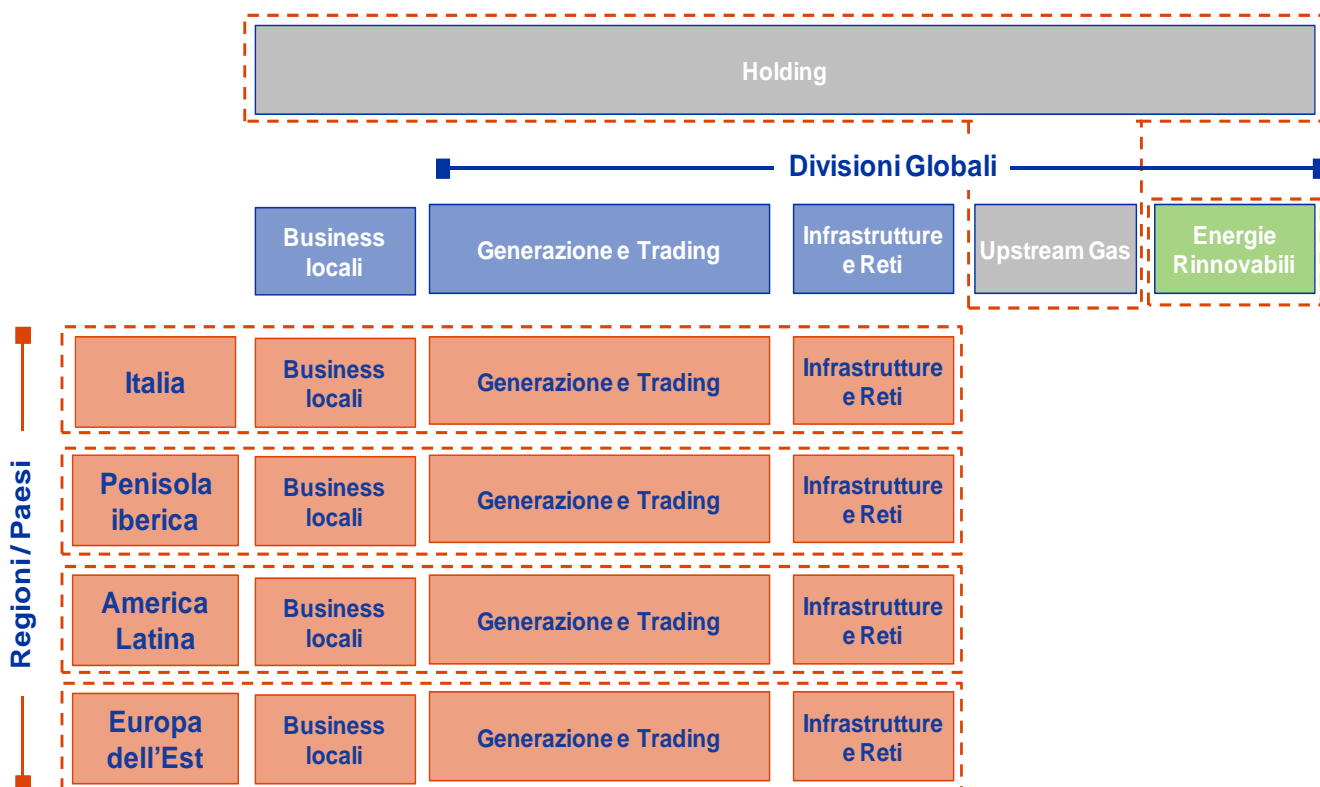 Holding
Divisioni Globali
Business
locali
Generazione e Trading
Infrastrutture
e Reti
Upstream Gas
Energie
Rinnovabili
Regioni / Paesi
Italia
Business
locali
Generazione e Trading
Infrastrutture
e Reti
Penisola
iberica
Business
locali
Generazione e Trading
Infrastrutture
e Reti
America
Latina
Business
locali
Generazione e Trading
Infrastrutture
e Reti
Europa
dell'Est
Business
locali
Generazione e Trading
Infrastrutture
e Reti